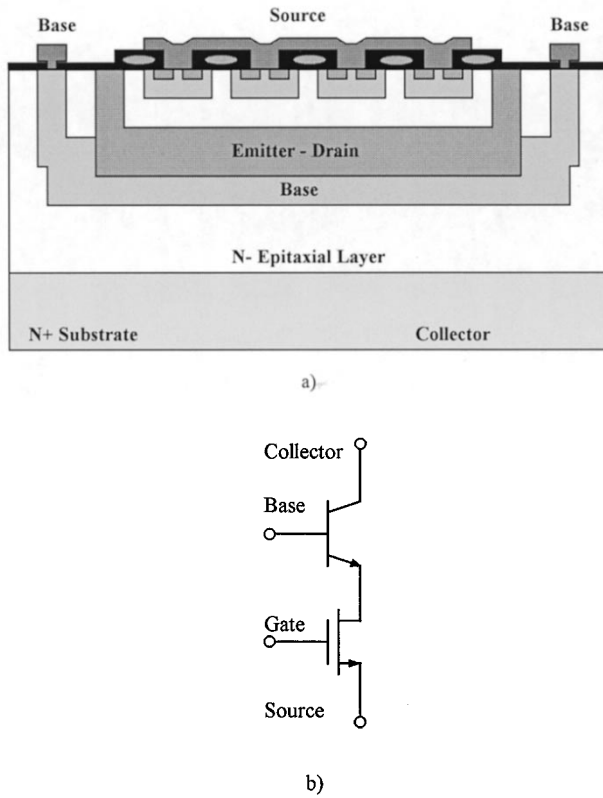 Source
Base
Base
Emitter - Drain
Base
N- Epitaxial Layer
N+ Substrate
Collector
a)
Collector
Base
Gate
Source
b)